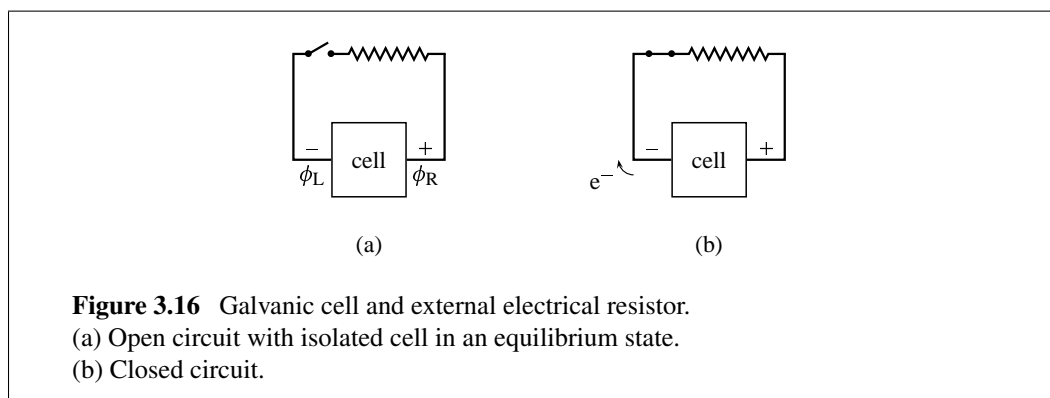 − cell + − cell +
ϕL ϕR e−
(a) (b)
Figure 3.16 Galvanic cell and external electrical resistor.
(a) Open circuit with isolated cell in an equilibrium state.
(b) Closed circuit.